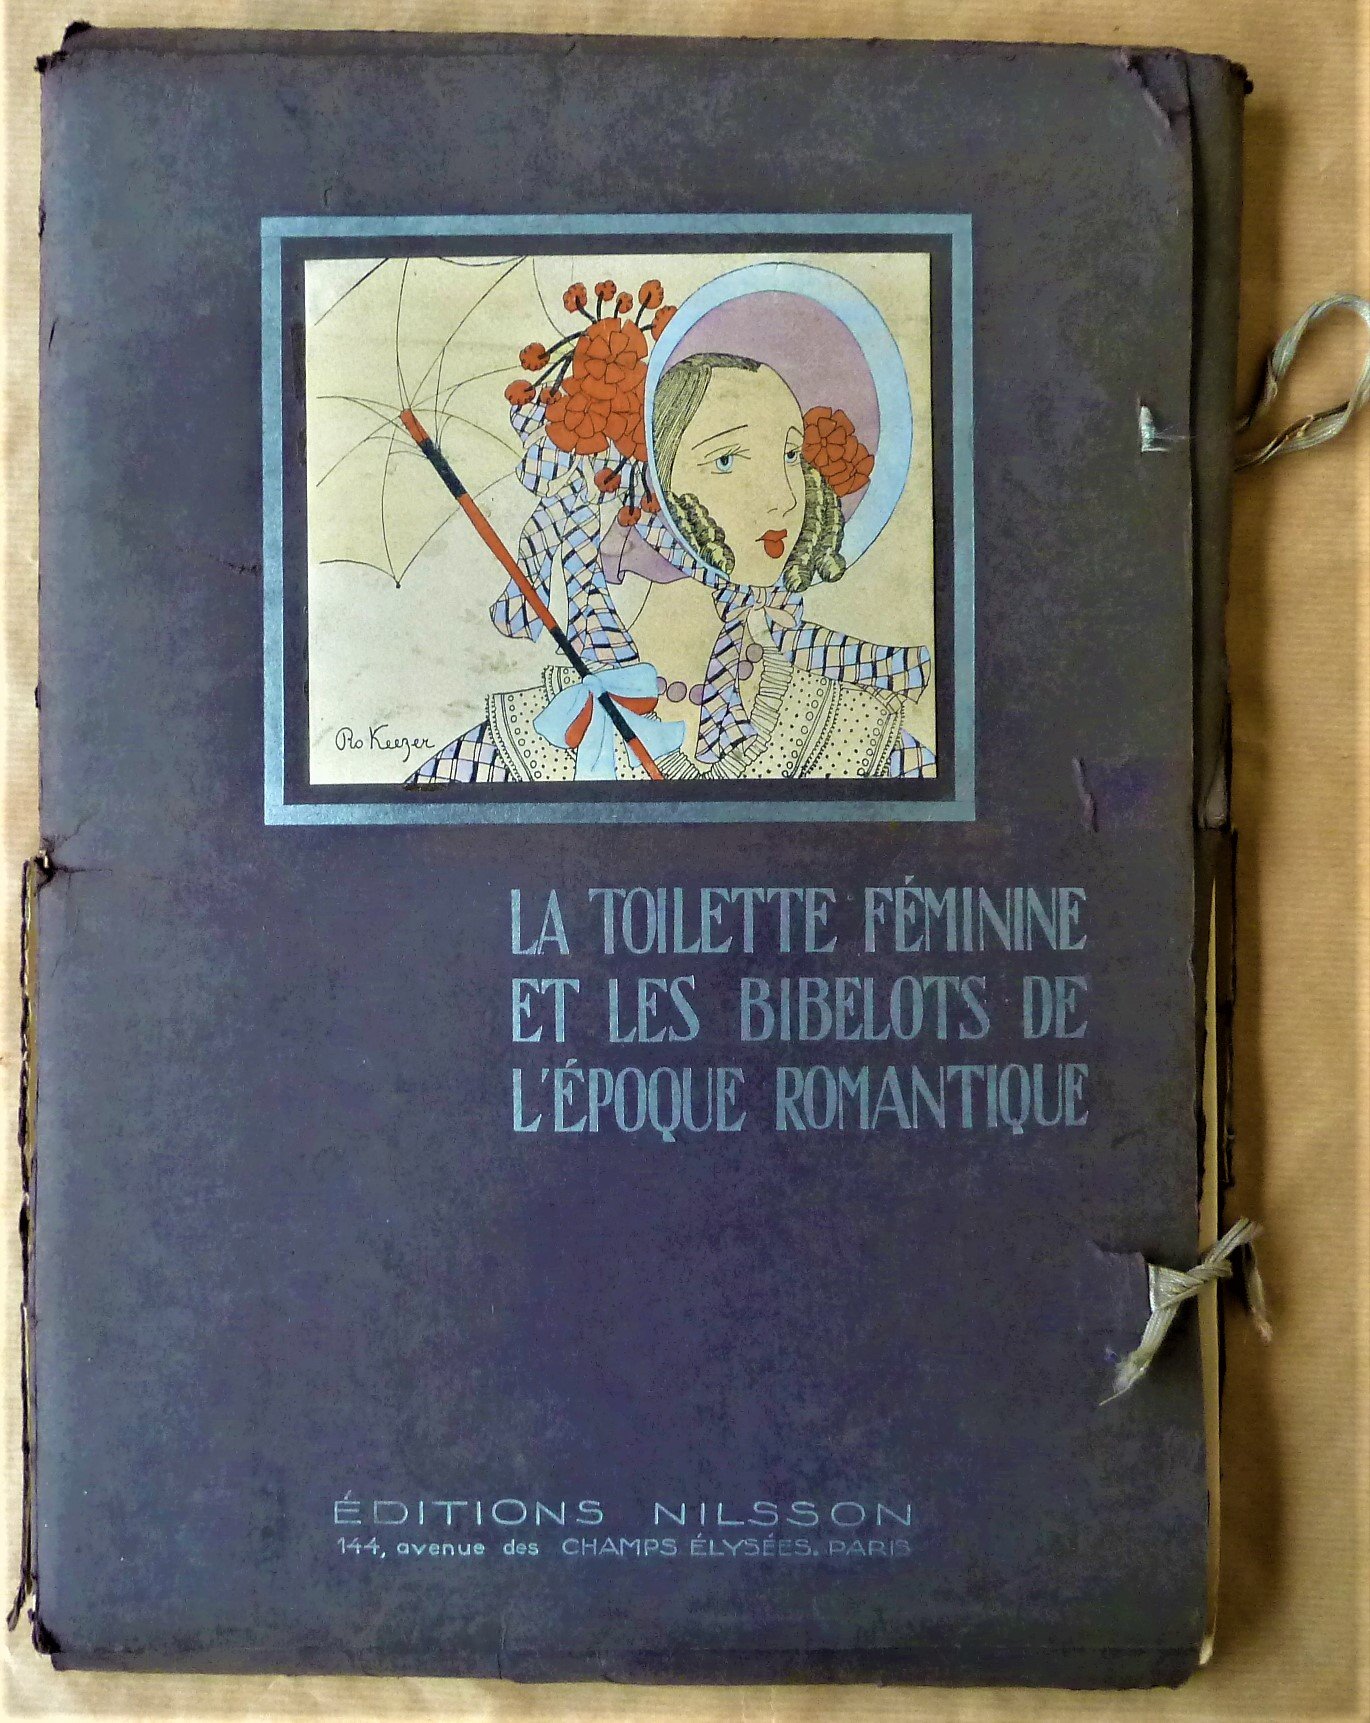 Ro Keezer
LA TOILETTE FÉMININE
ET LES BIBELOTS DE
L'ÉPOQUE ROMANTIQUE
ÉDITIONS NILSSON
144, avenue des CHAMPS ÉLYSÉES. PARIS